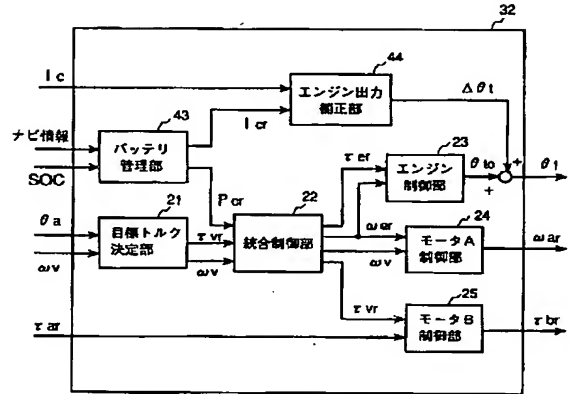 32
I c
44
エンジン出力
補正部
Δθt
ナビ情報
43
バッテリ
管理部
I cr
SOC
23
τer
エンジン
制御部
θto
+
+
θt
Pcr
22
21
θa
目標トルク
決定部
τvr
ωv
ωv
統合制御部
ωer
ωv
24
モータA
制御部
ωar
25
τvr
τar
モータB
制御部
τbr